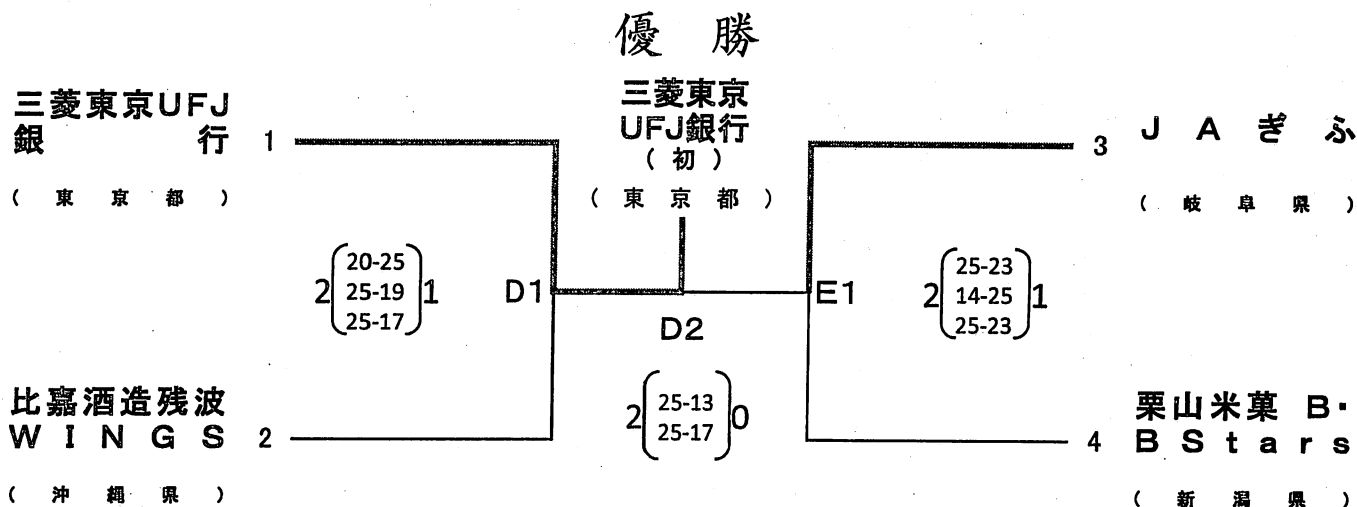 優 勝
三菱東京
UFJ銀行
（ 初 ）
（ 東 京 都 ）
三菱東京UFJ
銀 行 1
（ 東 京 都 ）
2 20-25 1
25-19
25-17
D1
比嘉酒造残波
W I N G S 2
（ 沖 縄 県 ）
D2
2 25-13 0
25-17
3 J A ぎ ふ
（ 岐 阜 県 ）
E1
2 25-23 1
14-25
25-23
栗山米菓 B・
4 B S t a r s
（ 新 潟 県 ）